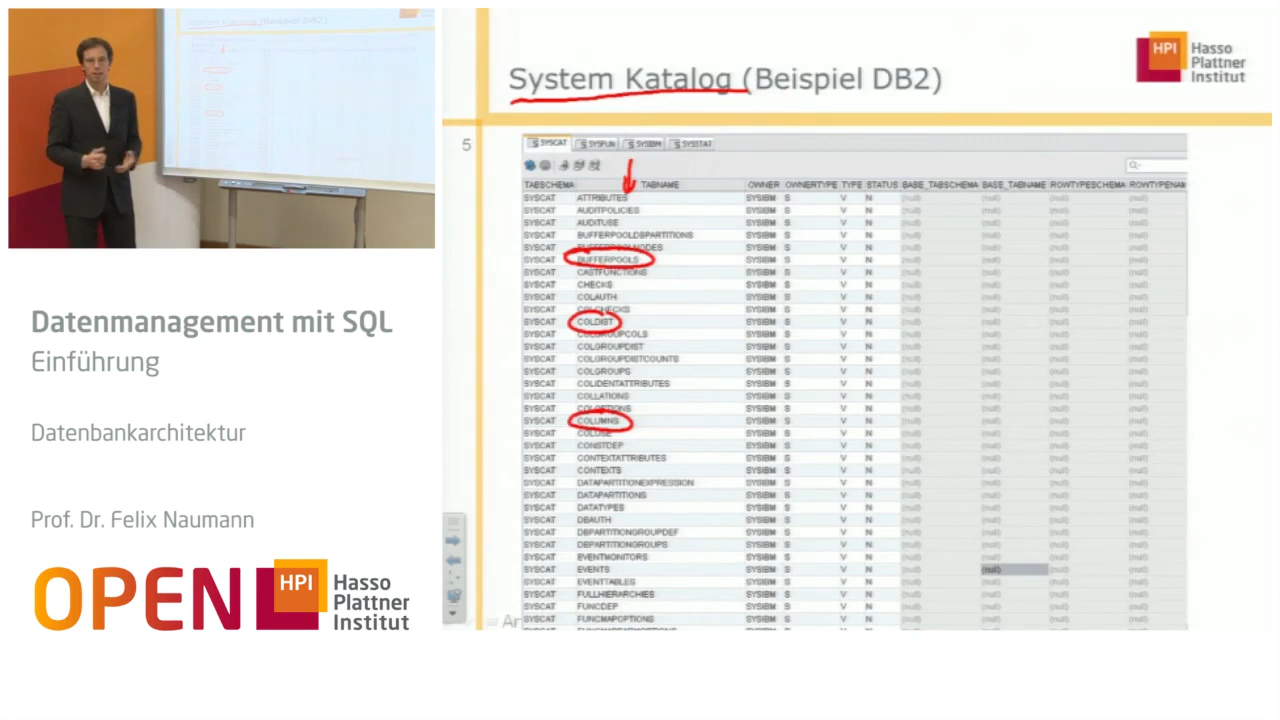 System Katalog (Beispiel DB2)
HPI Hasso
Plattner
Institut
System Katalog (Beispiel DB2)
5
SYSCAT SYSFUN SYSIBM SYSSTAT
TABSCHEMA TABNAME OWNER OWNERTYPE TYPE STATUS BASE_TABSCHEMA BASE_TABNAME ROWTYPESCHEMA ROWTYPENAM
SYSCAT ATTRIBUTES SYSIBM S V N (null) (null) (null) (null)
SYSCAT AUDITPOLICIES SYSIBM S V N (null) (null) (null) (null)
SYSCAT AUDITUSE SYSIBM S V N (null) (null) (null) (null)
SYSCAT BUFFERPOOLDBPARTITIONS SYSIBM S V N (null) (null) (null) (null)
SYSCAT BUFFERPOOLNODES SYSIBM S V N (null) (null) (null) (null)
SYSCAT BUFFERPOOLS SYSIBM S V N (null) (null) (null) (null)
SYSCAT CASTFUNCTIONS SYSIBM S V N (null) (null) (null) (null)
SYSCAT CHECKS SYSIBM S V N (null) (null) (null) (null)
SYSCAT COLAUTH SYSIBM S V N (null) (null) (null) (null)
SYSCAT COLCHECKS SYSIBM S V N (null) (null) (null) (null)
SYSCAT COLDIST SYSIBM S V N (null) (null) (null) (null)
SYSCAT COLGROUPCOLS SYSIBM S V N (null) (null) (null) (null)
SYSCAT COLGROUPDIST SYSIBM S V N (null) (null) (null) (null)
SYSCAT COLGROUPDISTCOUNTS SYSIBM S V N (null) (null) (null) (null)
SYSCAT COLGROUPS SYSIBM S V N (null) (null) (null) (null)
SYSCAT COLIDENTATTRIBUTES SYSIBM S V N (null) (null) (null) (null)
SYSCAT COLLATIONS SYSIBM S V N (null) (null) (null) (null)
SYSCAT COLOPTIONS SYSIBM S V N (null) (null) (null) (null)
SYSCAT COLUMNS SYSIBM S V N (null) (null) (null) (null)
SYSCAT COLUSE SYSIBM S V N (null) (null) (null) (null)
SYSCAT CONSTDEP SYSIBM S V N (null) (null) (null) (null)
SYSCAT CONTEXTATTRIBUTES SYSIBM S V N (null) (null) (null) (null)
SYSCAT CONTEXTS SYSIBM S V N (null) (null) (null) (null)
SYSCAT DATAPARTITIONEXPRESSION SYSIBM S V N (null) (null) (null) (null)
SYSCAT DATAPARTITIONS SYSIBM S V N (null) (null) (null) (null)
SYSCAT DATATYPES SYSIBM S V N (null) (null) (null) (null)
SYSCAT DBAUTH SYSIBM S V N (null) (null) (null) (null)
SYSCAT DBPARTITIONGROUPDEF SYSIBM S V N (null) (null) (null) (null)
SYSCAT DBPARTITIONGROUPS SYSIBM S V N (null) (null) (null) (null)
SYSCAT EVENTMONITORS SYSIBM S V N (null) (null) (null) (null)
SYSCAT EVENTS SYSIBM S V N (null) (null) (null) (null)
SYSCAT EVENTTABLES SYSIBM S V N (null) (null) (null) (null)
SYSCAT FULLHIERARCHIES SYSIBM S V N (null) (null) (null) (null)
SYSCAT FUNCDEP SYSIBM S V N (null) (null) (null) (null)
SYSCAT FUNCMAPOPTIONS SYSIBM S V N (null) (null) (null) (null)
Datenmanagement mit SQL
Einführung
Datenbankarchitektur
Prof. Dr. Felix Naumann
OPEN HPI Hasso
Plattner
Institut